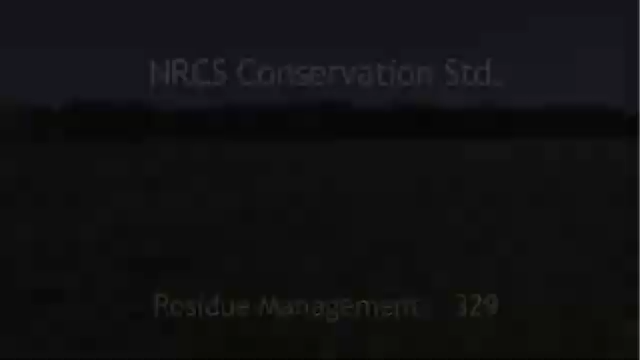 NRCS Conservation Std.
Residue Management 329